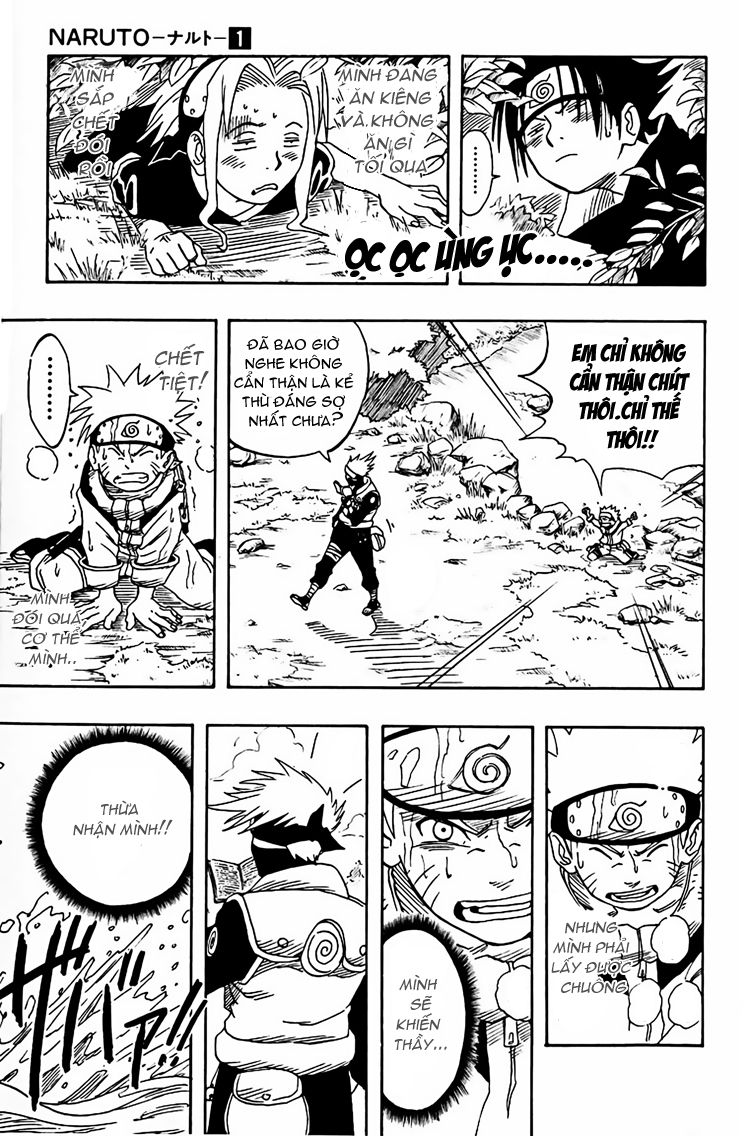 NARUTO-ナルト- 1
.........
MÌNH ĐANG
ĂN KIÊNG
VÀ KHÔNG
ĂN GÌ
TỐI QUA
MÌNH
SẮP
CHẾT
ĐÓI
RỒI
ỌC ỌC ÙNG ỤC.....
EM CHỈ KHÔNG
CẨN THẬN CHÚT
THÔI.CHỈ THẾ
THÔI!!
ĐÃ BAO GIỜ
NGHE KHÔNG
CẨN THẬN LÀ KẺ
THÙ ĐÁNG SỢ
NHẤT CHƯA?
CHẾT
TIỆT!
.........
MÌNH
ĐÓI QUÁ,
CƠ THỂ
MÌNH..
NHƯNG
MÌNH PHẢI
LẤY ĐƯỢC
CHUÔNG
MÌNH
SẼ
KHIẾN
THẦY...
THỪA
NHẬN MÌNH!!
ザバァ!!